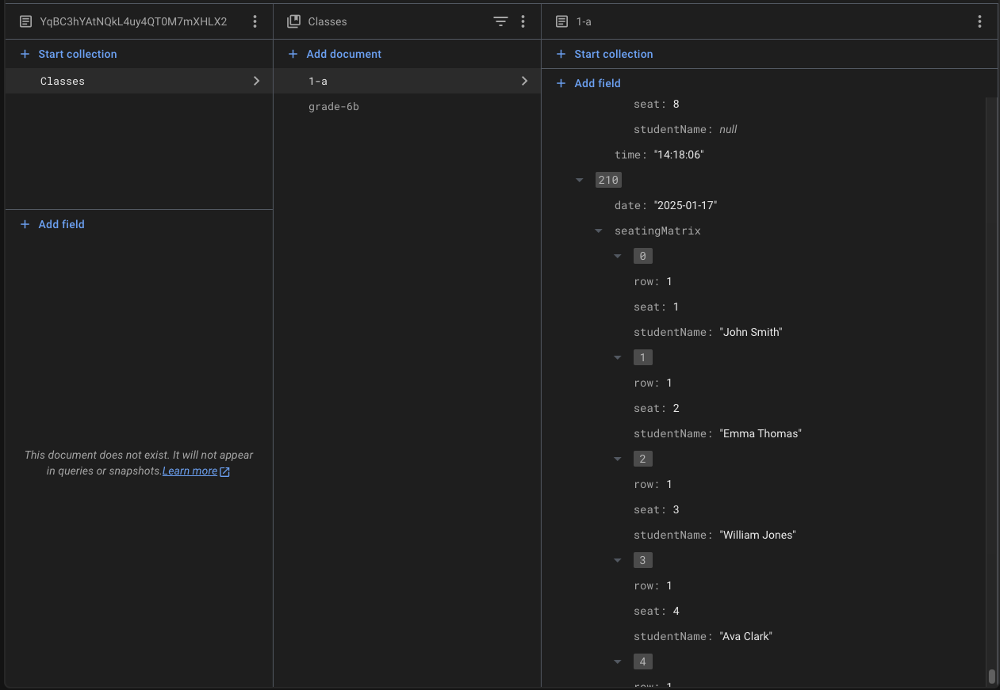 YqBC3hYAtNQkL4uy4QT0M7mXHLX2
Start collection
Classes
Add field
This document does not exist. It will not appear
in queries or snapshots.Learn more
Classes
Add document
1-a
grade-6b
1-a
Start collection
Add field
seat: 8
studentName: null
time: "14:18:06"
210
date: "2025-01-17"
seatingMatrix
0
row: 1
seat: 1
studentName: "John Smith"
1
row: 1
seat: 2
studentName: "Emma Thomas"
2
row: 1
seat: 3
studentName: "William Jones"
3
row: 1
seat: 4
studentName: "Ava Clark"
4
row: 1